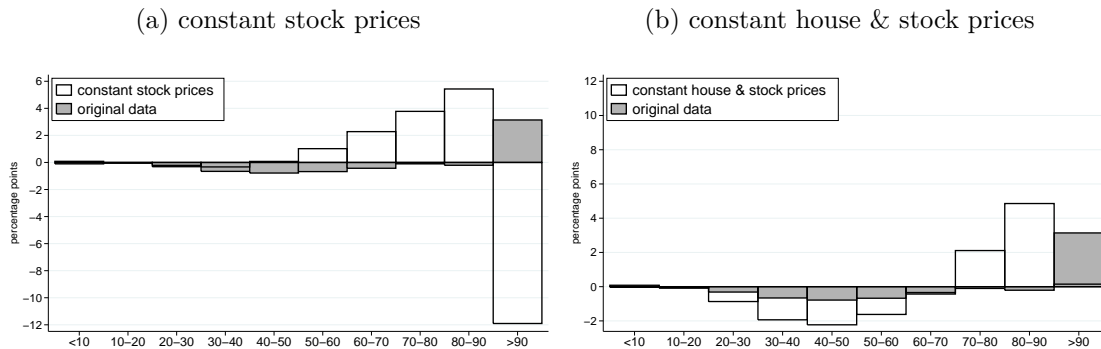 (a) constant stock prices
6
4
2
0
−2
−4
−6
−8
−10
−12
percentage points
constant stock prices
original data
<10 10−20 20−30 30−40 40−50 50−60 60−70 70−80 80−90 >90
(b) constant house & stock prices
12
10
8
6
4
2
0
−2
percentage points
constant house & stock prices
original data
<10 10−20 20−30 30−40 40−50 50−60 60−70 70−80 80−90 >90